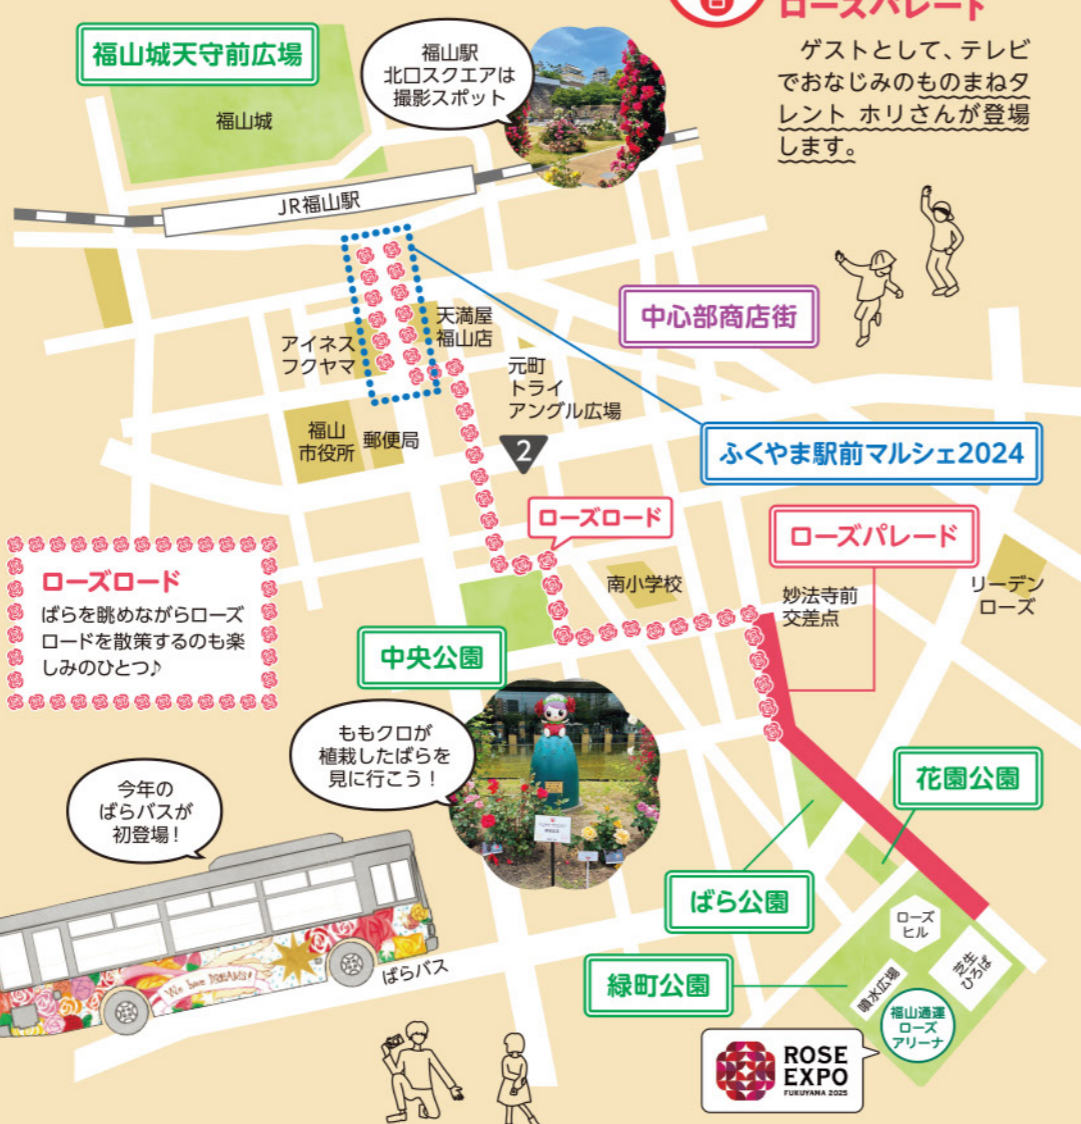 日
ローズパレード
ゲストとして、テレビ
でおなじみのものまねタ
レント ホリさんが登場
します。
福山城天守前広場
福山駅
北口スクエアは
撮影スポット
福山城
JR福山駅
中心部商店街
アイネス
フクヤマ
天満屋
福山店
元町
トライ
アングル広場
福山
市役所
郵便局
2
ふくやま駅前マルシェ2024
ローズロード
ローズパレード
ローズロード
ばらを眺めながらローズ
ロードを散策するのも楽
しみのひとつ♪
南小学校
妙法寺前
交差点
リーデン
ローズ
中央公園
ももクロが
植栽したばらを
見に行こう!
花園公園
今年の
ばらバスが
初登場!
ばら公園
ローズ
ヒル
芝生
ひろば
噴水広場
緑町公園
福山通運
ローズ
アリーナ
We have DREAMS!
ばらバス
ROSE
EXPO
FUKUYAMA 2025